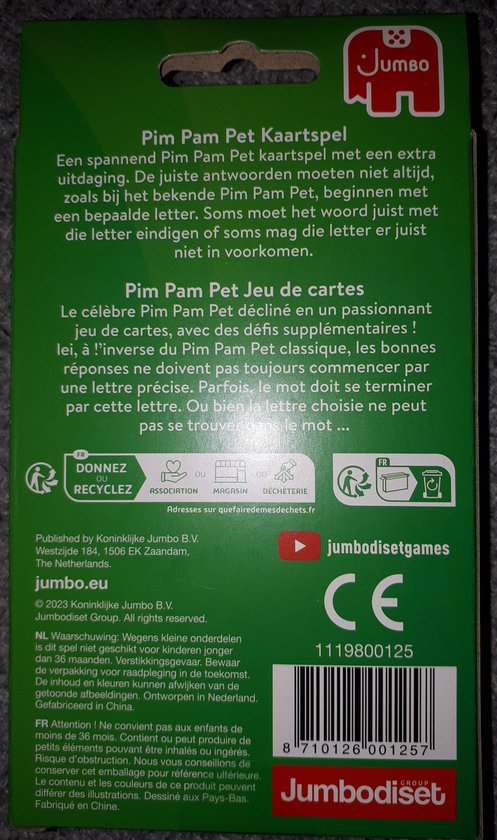 Jumbo
Pim Pam Pet Kaartspel
Een spannend Pim Pam Pet kaartspel met een extra
uitdaging. De juiste antwoorden moeten niet altijd,
zoals bij het bekende Pim Pam Pet, beginnen met
een bepaalde letter. Soms moet het woord juist met
die letter eindigen of soms mag die letter er juist
niet in voorkomen.
Pim Pam Pet Jeu de cartes
Le célèbre Pim Pam Pet décliné en un passionnant
jeu de cartes, avec des défis supplémentaires !
Iei, à !'inverse du Pim Pam Pet classique, les bonnes
réponses ne doivent pas toujours commencer par
une lettre précise. Parfois, le mot doit se terminer
par cette lettre. Ou bien la lettre choisie ne peut
pas se trouver dans le mot ...
FR
DONNEZ
OU
RECYCLEZ
ASSOCIATION
OU
MAGASIN
OU
DÉCHÈTERIE
Adresses sur quefairedemesdechets.fr
FR
Published by Koninklijke Jumbo B.V.
Westzijde 184, 1506 EK Zaandam,
The Netherlands.
jumbo.eu
© 2023 Koninklijke Jumbo B.V.
Jumbodiset Group. All rights reserved.
NL Waarschuwing: Wegens kleine onderdelen
is dit spel niet geschikt voor kinderen jonger
dan 36 maanden. Verstikkingsgevaar. Bewaar
de verpakking voor raadpleging in de toekomst.
De inhoud en kleuren kunnen afwijken van de
getoonde afbeeldingen. Ontworpen in Nederland.
Gefabriceerd in China.
FR Attention ! Ne convient pas aux enfants de
moins de 36 mois. Contient ou peut produire de
petits éléments pouvant être inhalés ou ingérés.
Risque d'obstruction. Nous vous conseillons de
conserver cet emballage pour référence ultérieure.
Le contenu et les couleurs de ce produit peuvent
différer des illustrations. Dessiné aux Pays-Bas.
Fabriqué en Chine.
jumbodisetgames
CE
1119800125
8 710126 001257
GROUP
Jumbodiset